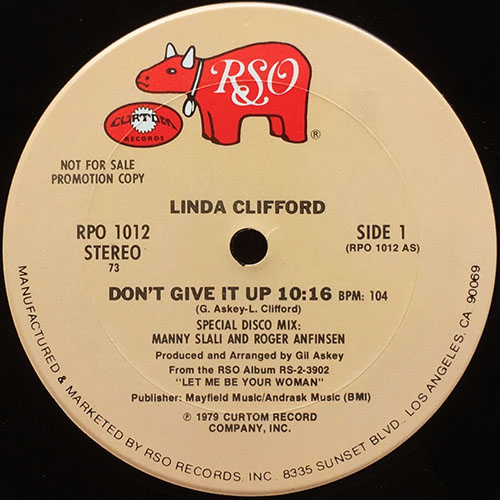 RSO
CURTOM
RECORDS
®
NOT FOR SALE
PROMOTION COPY
LINDA CLIFFORD
RPO 1012
STEREO
73
SIDE 1
(RPO 1012 AS)
DON'T GIVE IT UP 10:16 BPM: 104
(G. Askey-L. Clifford)
SPECIAL DISCO MIX:
MANNY SLALI AND ROGER ANFINSEN
Produced and Arranged by Gil Askey
From the RSO Album RS-2-3902
"LET ME BE YOUR WOMAN"
Publisher: Mayfield Music/Andrask Music (BMI)
℗ 1979 CURTOM RECORD
COMPANY, INC.
MANUFACTURED & MARKETED BY RSO RECORDS, INC. 8335 SUNSET BLVD., LOS ANGELES, CA 90069